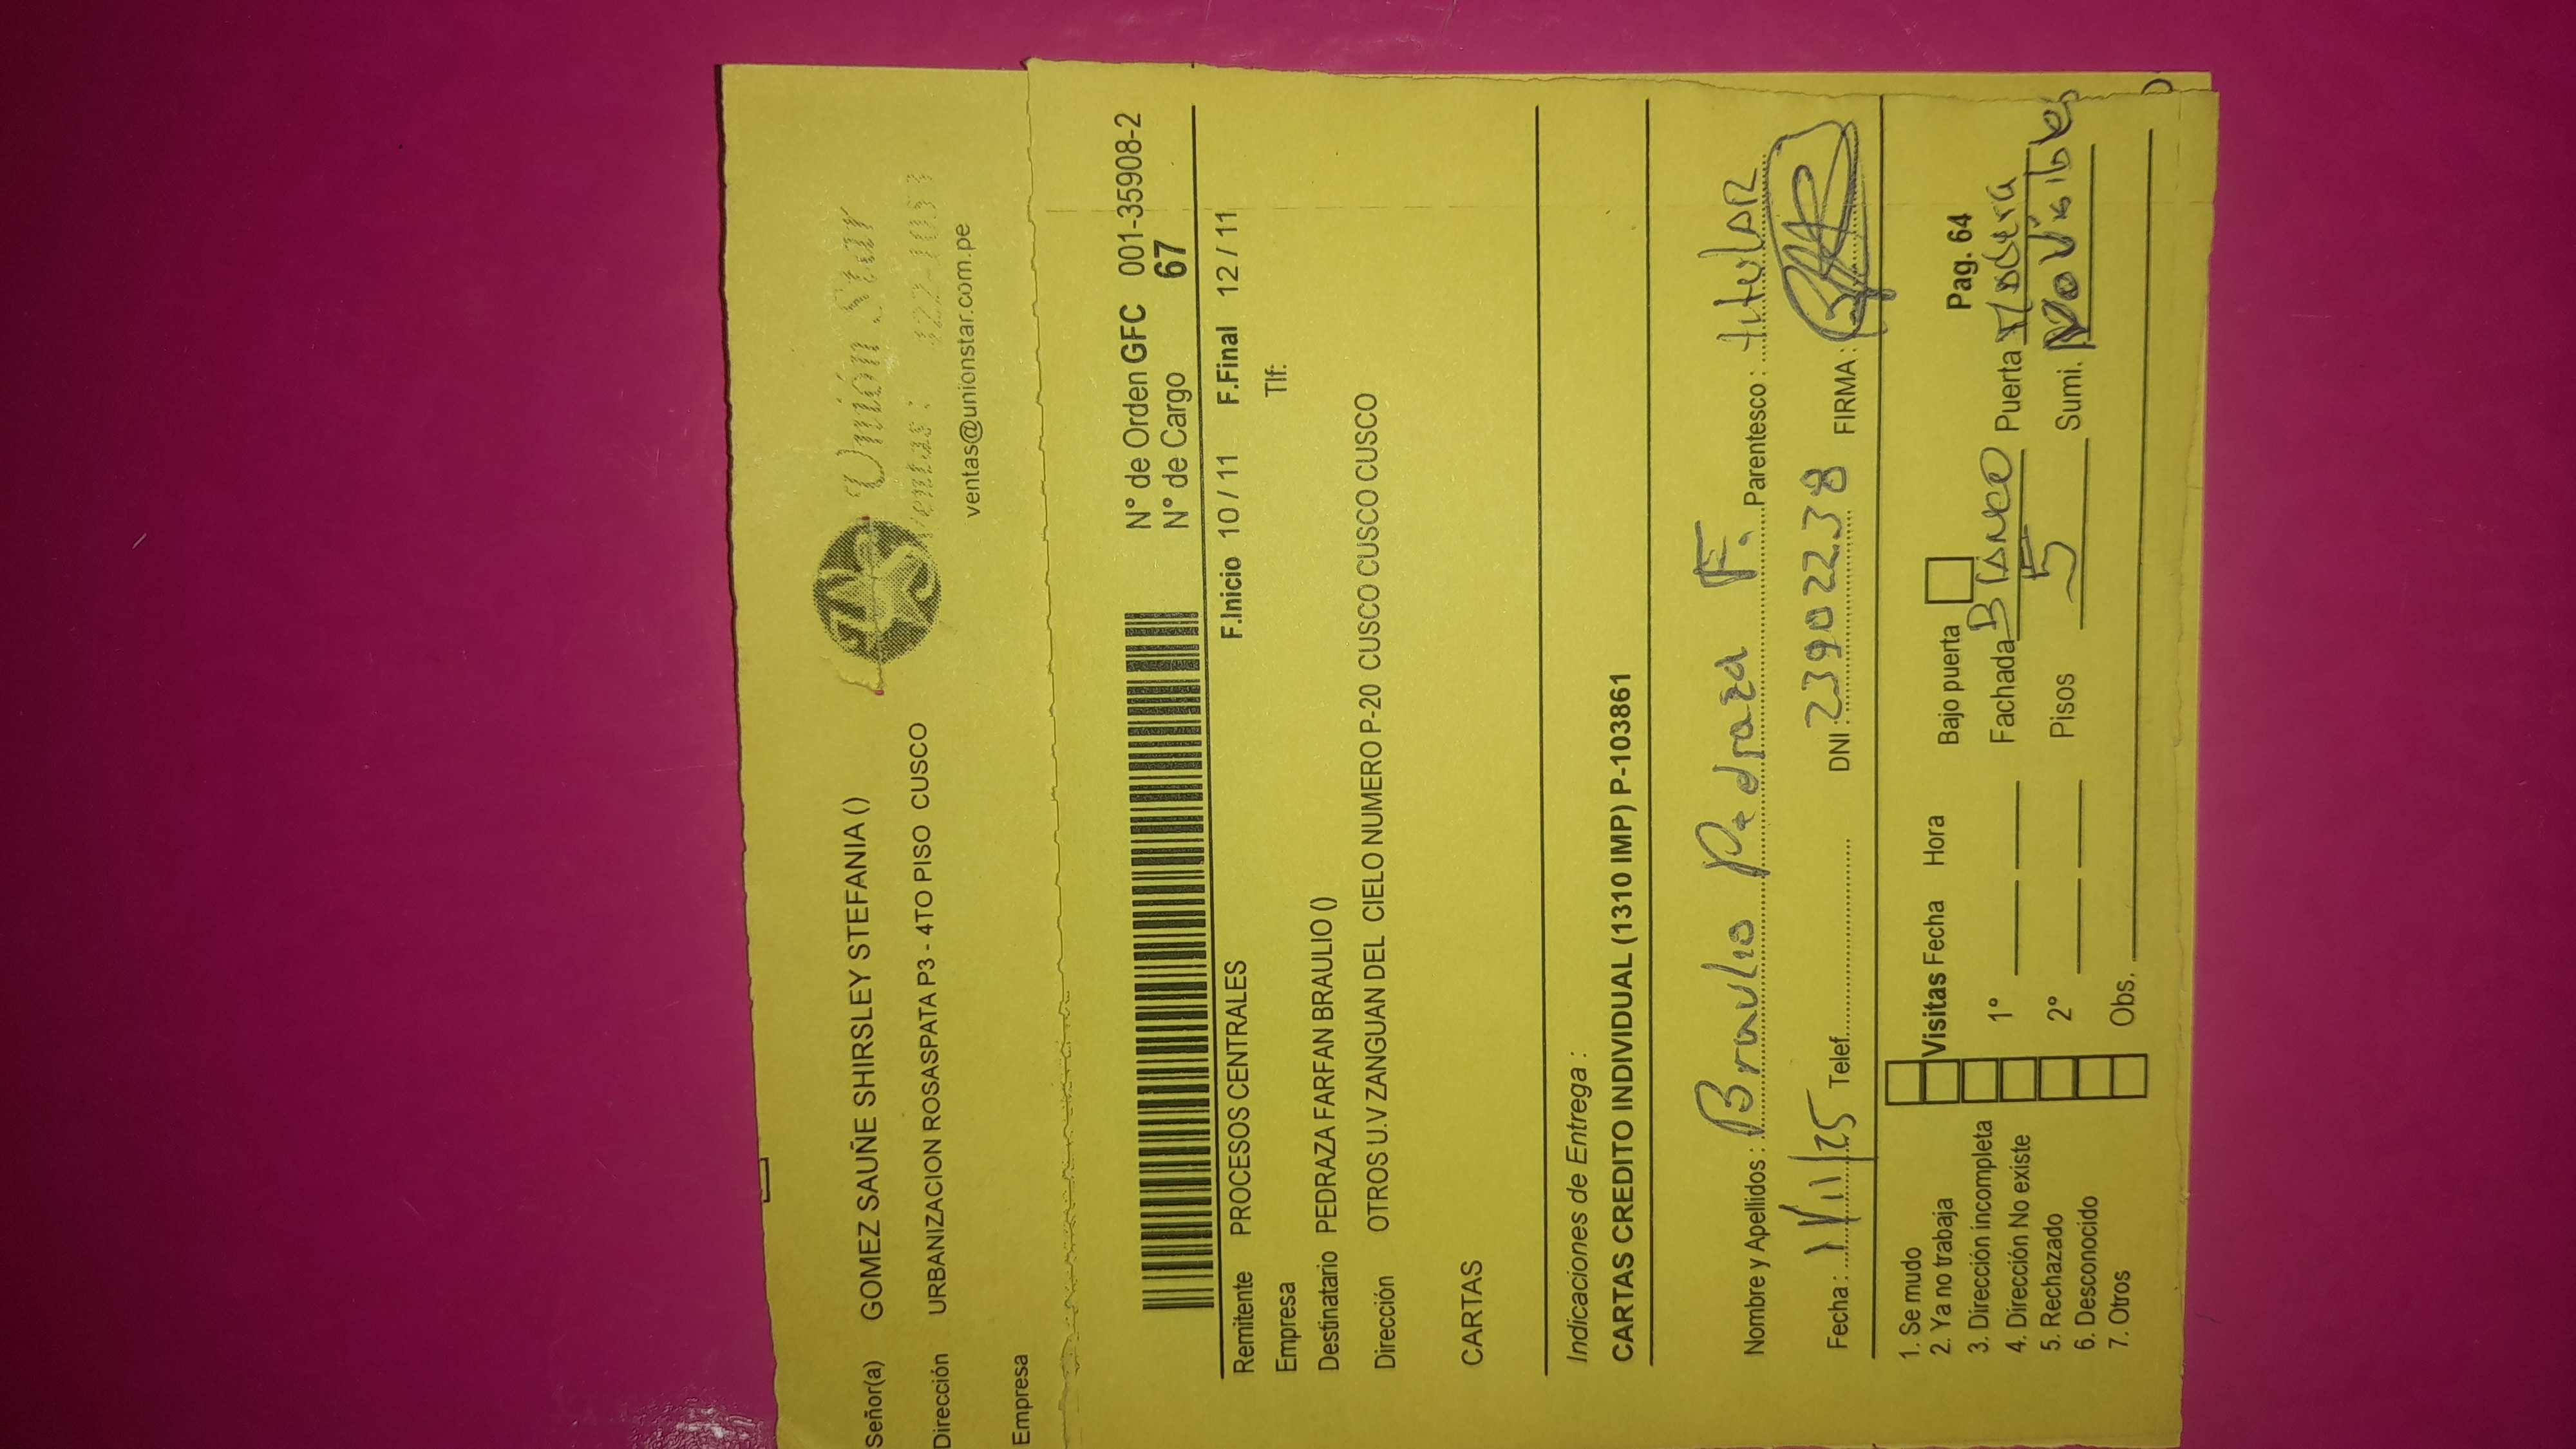 Señor(a) GOMEZ SAUÑE SHIRSLEY STEFANIA ()
Unión Star
Dirección URBANIZACION ROSASPATA P3 - 4TO PISO CUSCO
Ventas :
ventas@unionstar.com.pe
Empresa
N° de Orden GFC 001-35908-2
N° de Cargo 67
Remitente PROCESOS CENTRALES F.Inicio 10 / 11 F.Final 12 / 11
Empresa Tlf:
Destinatario PEDRAZA FARFAN BRAULIO ()
Dirección OTROS U.V ZANGUAN DEL CIELO NUMERO P-20 CUSCO CUSCO CUSCO
CARTAS
Indicaciones de Entrega :
CARTAS CREDITO INDIVIDUAL (1310 IMP) P-103861
Nombre y Apellidos : Braulio Pedraza F. Parentesco : titular
Fecha : Telef. DNI : 23902238 FIRMA :
1. Se mudo
2. Ya no trabaja
3. Dirección incompleta
4. Dirección No existe
5. Rechazado
6. Desconocido
7. Otros
Visitas Fecha Hora Bajo puerta Pag. 64
1° Fachada Blanco Puerta
2° Pisos 5 Sumi. No Visible
Obs.